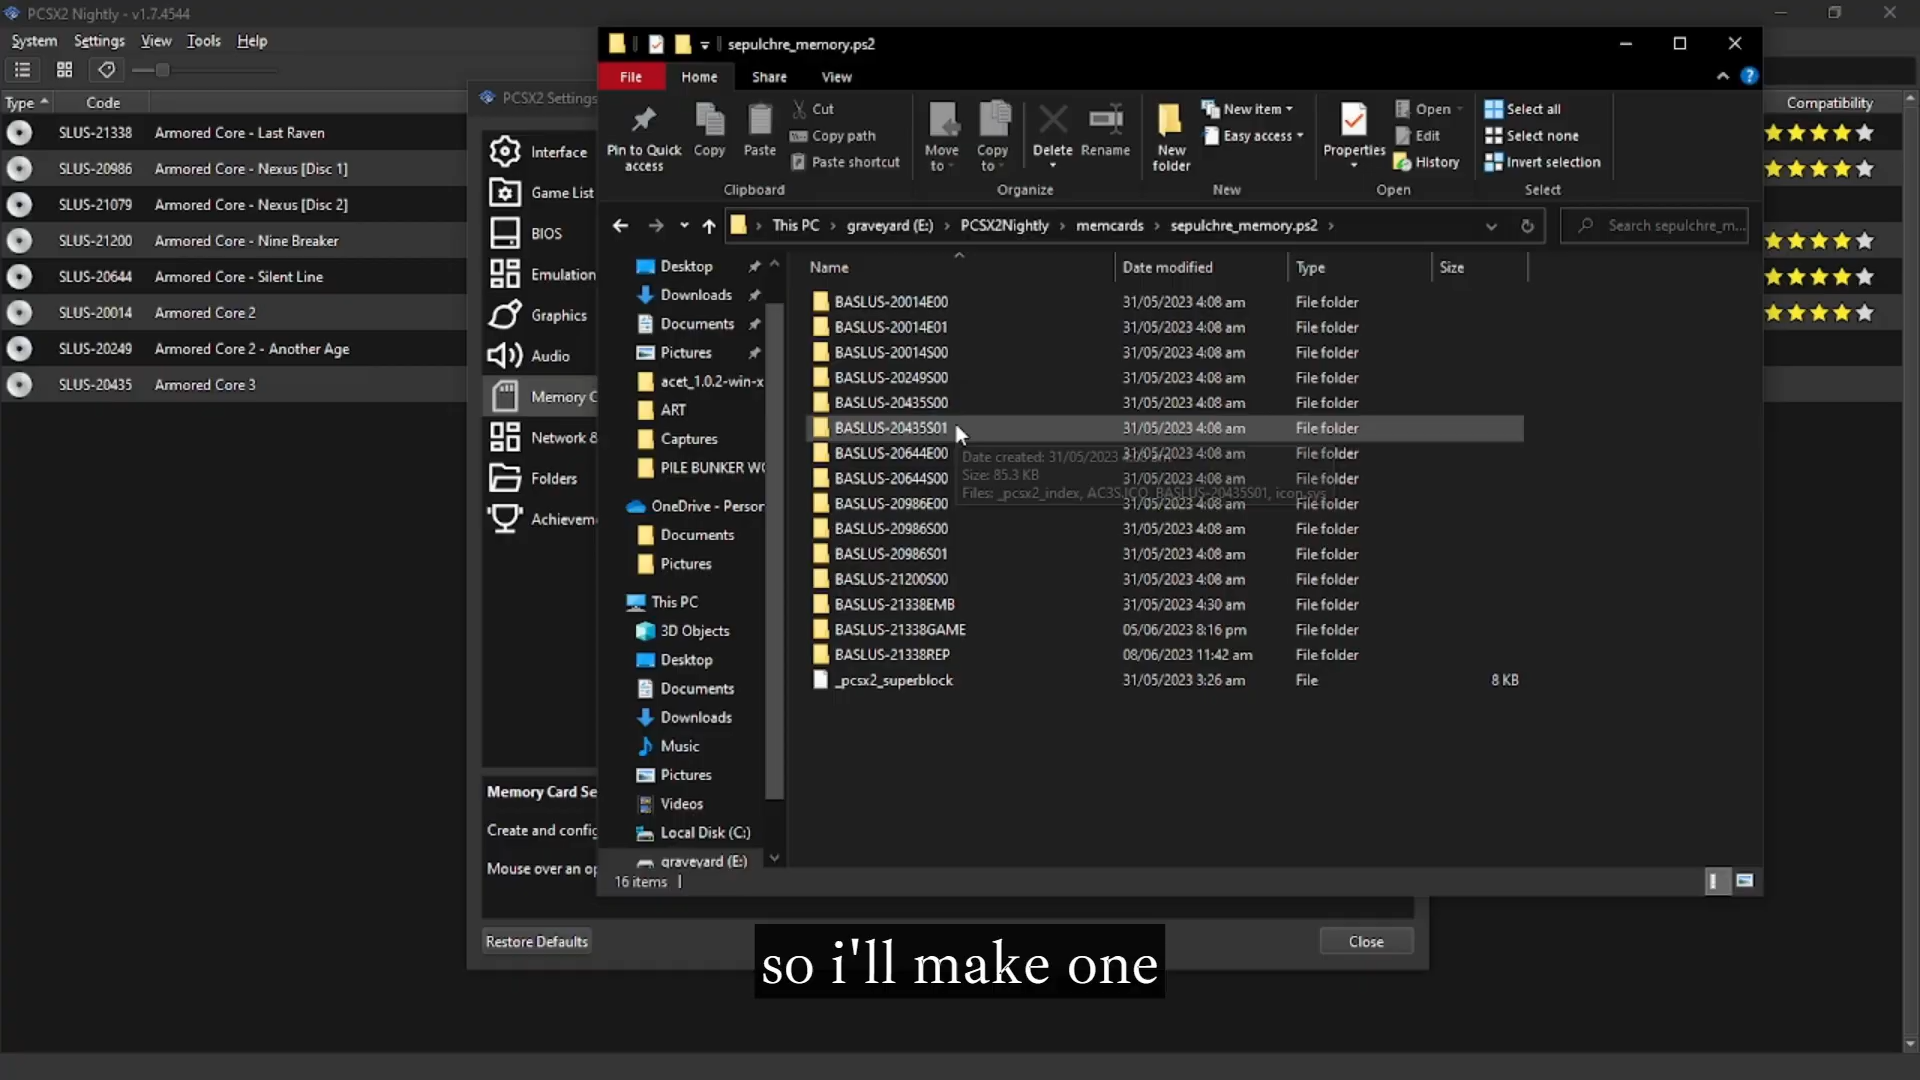 PCSX2 Nightly - v1.7.4544
System Settings View Tools Help
Type Code Compatibility
SLUS-21338 Armored Core - Last Raven
SLUS-20986 Armored Core - Nexus [Disc 1]
SLUS-21079 Armored Core - Nexus [Disc 2]
SLUS-21200 Armored Core - Nine Breaker
SLUS-20644 Armored Core - Silent Line
SLUS-20014 Armored Core 2
SLUS-20249 Armored Core 2 - Another Age
SLUS-20435 Armored Core 3
PCSX2 Settings
Interface
Game List
BIOS
Emulation
Graphics
Audio
Memory C
Network &
Folders
Achievem
Memory Card Se
Create and config
Mouse over an op
Restore Defaults
Close
sepulchre_memory.ps2
File Home Share View
Pin to Quick access
Copy
Paste
Cut
Copy path
Paste shortcut
Clipboard
Move to
Copy to
Delete
Rename
Organize
New folder
New item
Easy access
New
Properties
Open
Edit
History
Open
Select all
Select none
Invert selection
Select
This PC > graveyard (E:) > PCSX2Nightly > memcards > sepulchre_memory.ps2 >
Search sepulchre_m...
Desktop
Downloads
Documents
Pictures
acet_1.0.2-win-x
ART
Captures
PILE BUNKER WO
OneDrive - Person
Documents
Pictures
This PC
3D Objects
Desktop
Documents
Downloads
Music
Pictures
Videos
Local Disk (C:)
graveyard (E:)
Name Date modified Type Size
BASLUS-20014E00 31/05/2023 4:08 am File folder
BASLUS-20014E01 31/05/2023 4:08 am File folder
BASLUS-20014S00 31/05/2023 4:08 am File folder
BASLUS-20249S00 31/05/2023 4:08 am File folder
BASLUS-20435S00 31/05/2023 4:08 am File folder
BASLUS-20435S01 31/05/2023 4:08 am File folder
BASLUS-20644E00 31/05/2023 4:08 am File folder
BASLUS-20644S00 31/05/2023 4:08 am File folder
BASLUS-20986E00 31/05/2023 4:08 am File folder
BASLUS-20986S00 31/05/2023 4:08 am File folder
BASLUS-20986S01 31/05/2023 4:08 am File folder
BASLUS-21200S00 31/05/2023 4:08 am File folder
BASLUS-21338EMB 31/05/2023 4:30 am File folder
BASLUS-21338GAME 05/06/2023 8:16 pm File folder
BASLUS-21338REP 08/06/2023 11:42 am File folder
_pcsx2_superblock 31/05/2023 3:26 am File 8 KB
Date created: 31/05/2023
Size: 85.3 KB
Files: _pcsx2_index, AC3S.ICO, BASLUS-20435S01, icon.sys
16 items
so i'll make one